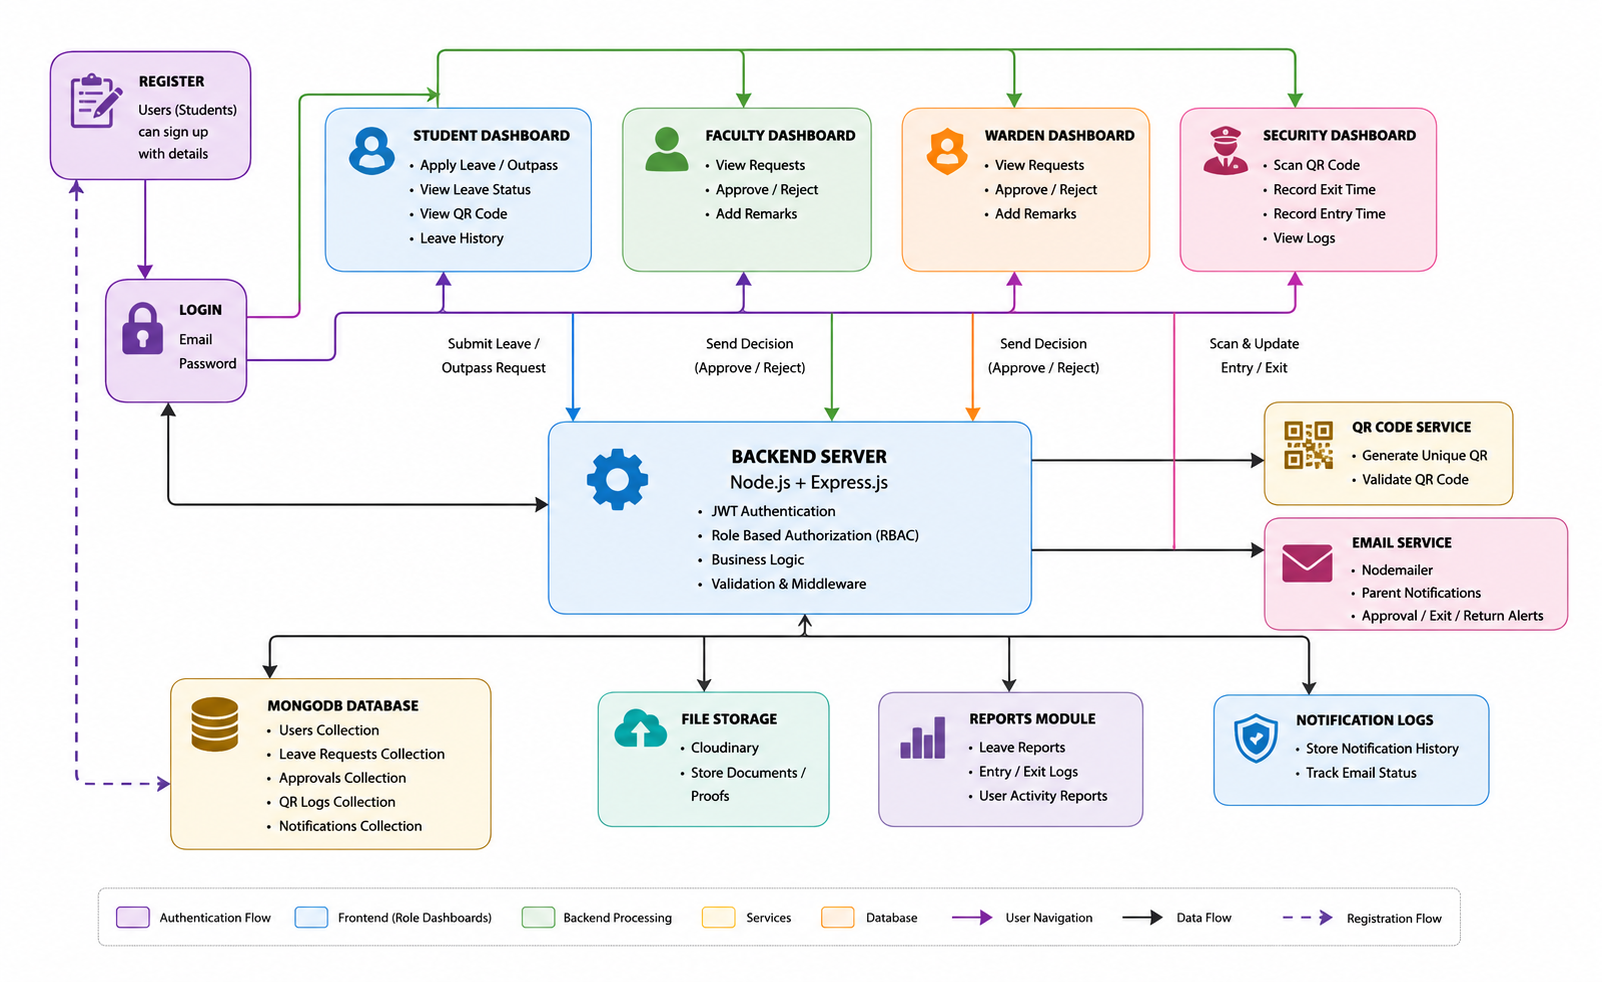 REGISTER
Users (Students)
can sign up
with details
LOGIN
Email
Password
STUDENT DASHBOARD
• Apply Leave / Outpass
• View Leave Status
• View QR Code
• Leave History
FACULTY DASHBOARD
• View Requests
• Approve / Reject
• Add Remarks
WARDEN DASHBOARD
• View Requests
• Approve / Reject
• Add Remarks
SECURITY DASHBOARD
• Scan QR Code
• Record Exit Time
• Record Entry Time
• View Logs
Submit Leave /
Outpass Request
Send Decision
(Approve / Reject)
Send Decision
(Approve / Reject)
Scan & Update
Entry / Exit
BACKEND SERVER
Node.js + Express.js
• JWT Authentication
• Role Based Authorization (RBAC)
• Business Logic
• Validation & Middleware
QR CODE SERVICE
• Generate Unique QR
• Validate QR Code
EMAIL SERVICE
• Nodemailer
• Parent Notifications
• Approval / Exit / Return Alerts
MONGODB DATABASE
• Users Collection
• Leave Requests Collection
• Approvals Collection
• QR Logs Collection
• Notifications Collection
FILE STORAGE
• Cloudinary
• Store Documents /
Proofs
REPORTS MODULE
• Leave Reports
• Entry / Exit Logs
• User Activity Reports
NOTIFICATION LOGS
• Store Notification History
• Track Email Status
Authentication Flow
Frontend (Role Dashboards)
Backend Processing
Services
Database
User Navigation
Data Flow
Registration Flow